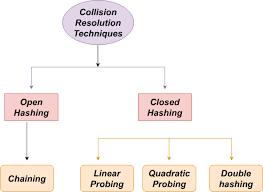 Collision
Resolution
Techniques
Open
Hashing
Closed
Hashing
Chaining
Linear
Probing
Quadratic
Probing
Double
hashing